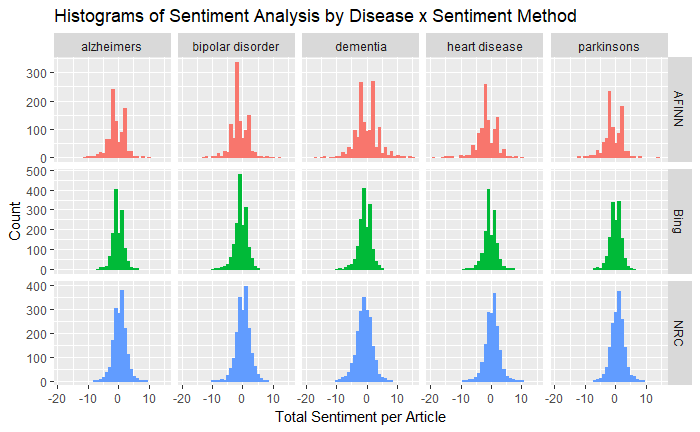 Histograms of Sentiment Analysis by Disease x Sentiment Method
alzheimers bipolar disorder dementia heart disease parkinsons
300
200
100
0
AFINN
500
400
300
200
100
0
Bing
400
300
200
100
0
NRC
Count
-20 -10 0 10 -20 -10 0 10 -20 -10 0 10 -20 -10 0 10 -20 -10 0 10
Total Sentiment per Article